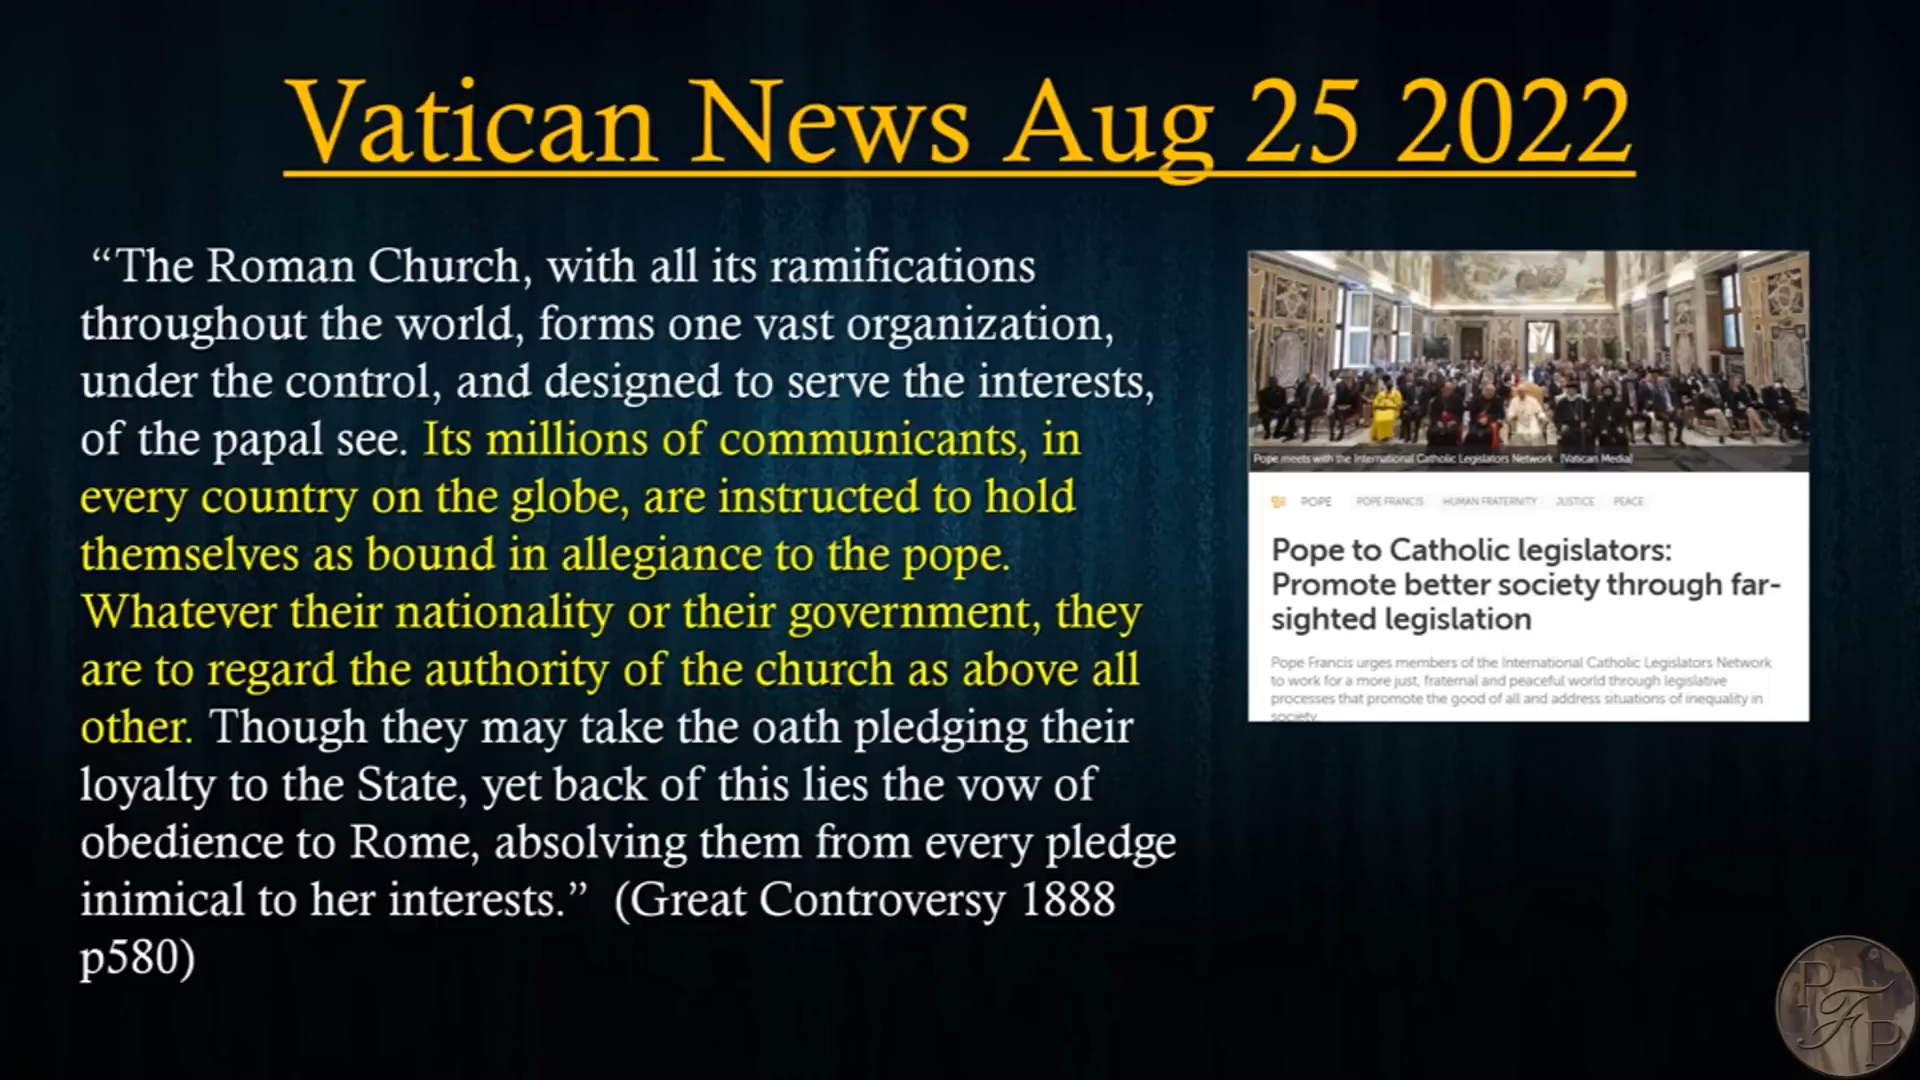 Vatican News Aug 25 2022
“The Roman Church, with all its ramifications
throughout the world, forms one vast organization,
under the control, and designed to serve the interests,
of the papal see. Its millions of communicants, in
every country on the globe, are instructed to hold
themselves as bound in allegiance to the pope.
Whatever their nationality or their government, they
are to regard the authority of the church as above all
other. Though they may take the oath pledging their
loyalty to the State, yet back of this lies the vow of
obedience to Rome, absolving them from every pledge
inimical to her interests.” (Great Controversy 1888
p580)
Pope meets with the International Catholic Legislators Network (Vatican Media)
POPE POPE FRANCIS HUMAN FRATERNITY JUSTICE PEACE
Pope to Catholic legislators:
Promote better society through far-
sighted legislation
Pope Francis urges members of the International Catholic Legislators Network
to work for a more just, fraternal and peaceful world through legislative
processes that promote the good of all and address situations of inequality in
society
PFP